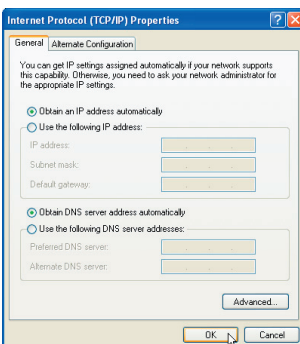 Internet Protocol (TCP/IP) Properties
General
Alternate Configuration
You can get IP settings assigned automatically if your network supports
this capability. Otherwise, you need to ask your network administrator for
the appropriate IP settings.
Obtain an IP address automatically
Use the following IP address:
IP address:
Subnet mask:
Default gateway:
Obtain DNS server address automatically
Use the following DNS server addresses:
Preferred DNS server:
Alternate DNS server:
Advanced...
OK
Cancel